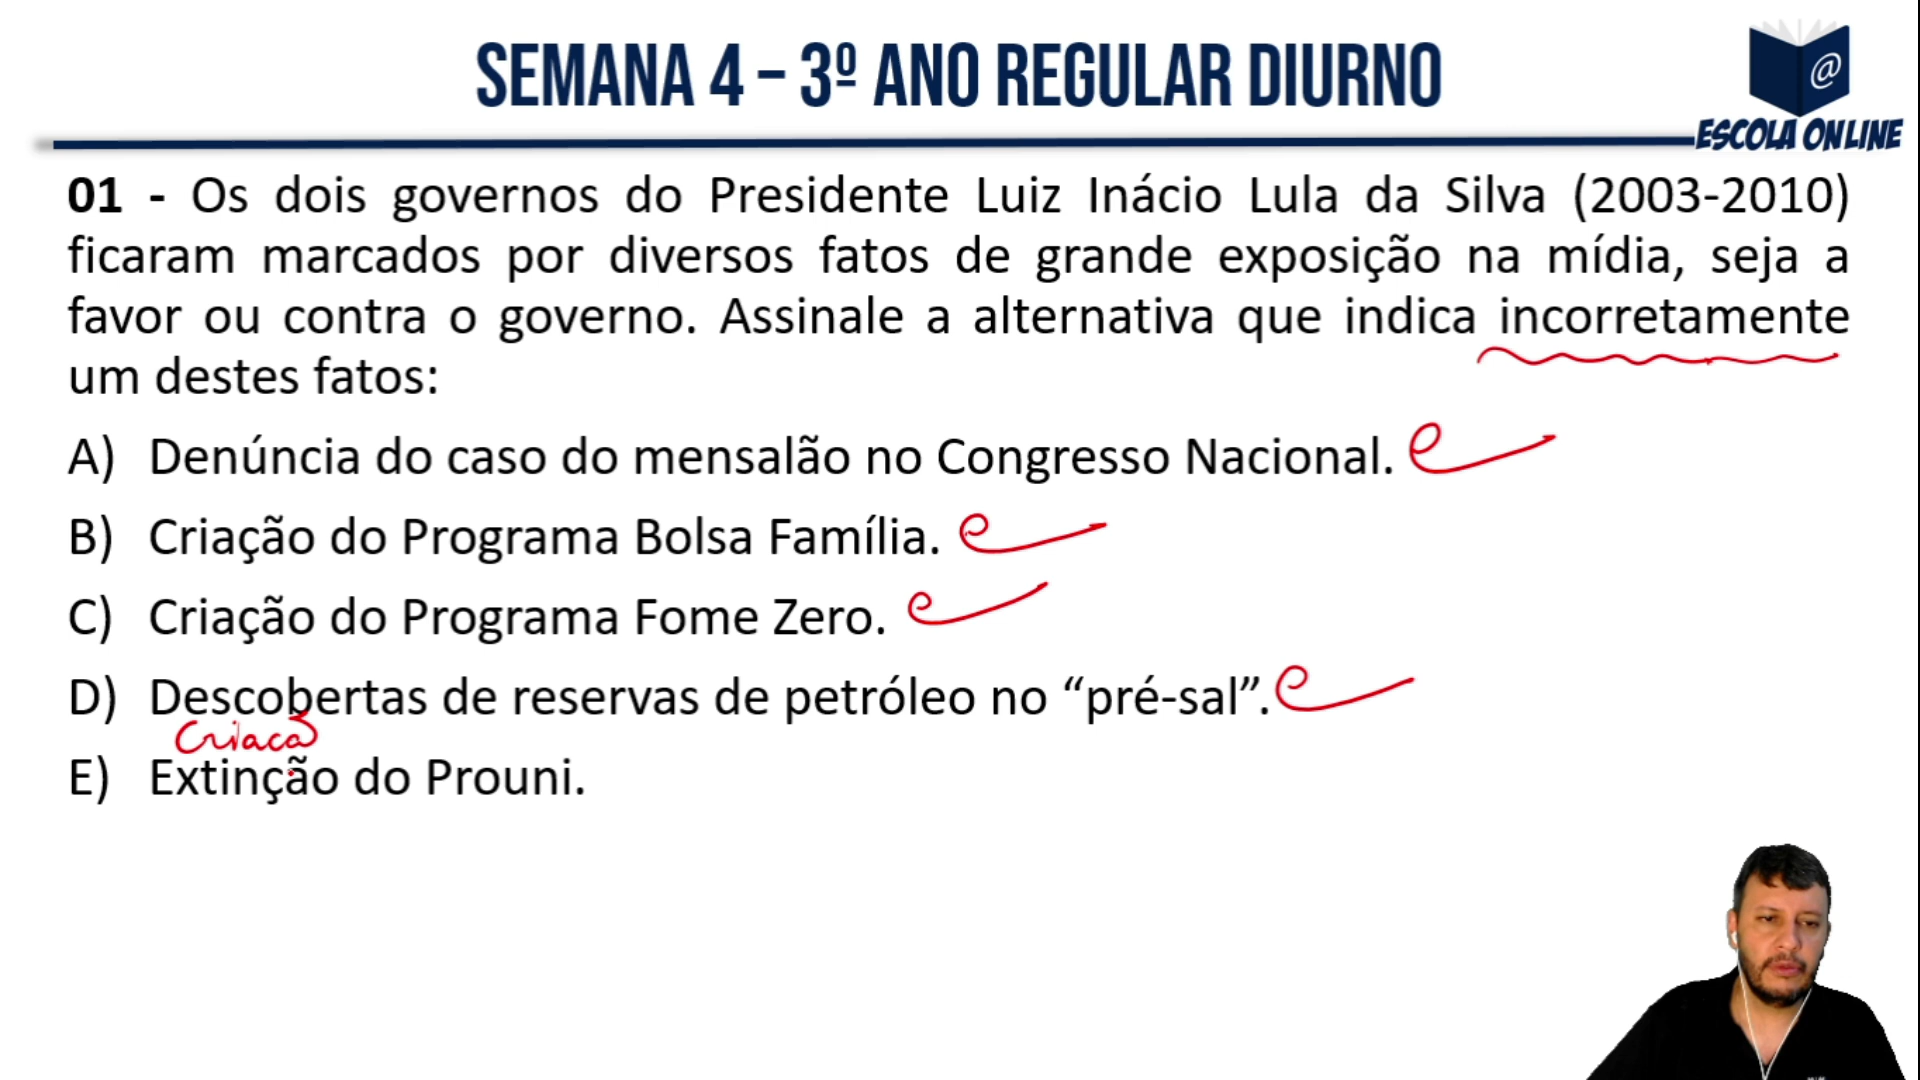 SEMANA 4 – 3º ANO REGULAR DIURNO
@
ESCOLA ONLINE
01 - Os dois governos do Presidente Luiz Inácio Lula da Silva (2003-2010)
ficaram marcados por diversos fatos de grande exposição na mídia, seja a
favor ou contra o governo. Assinale a alternativa que indica incorretamente
um destes fatos:
A) Denúncia do caso do mensalão no Congresso Nacional.
B) Criação do Programa Bolsa Família.
C) Criação do Programa Fome Zero.
D) Descobertas de reservas de petróleo no “pré-sal”.
Criaca
E) Extinção do Prouni.